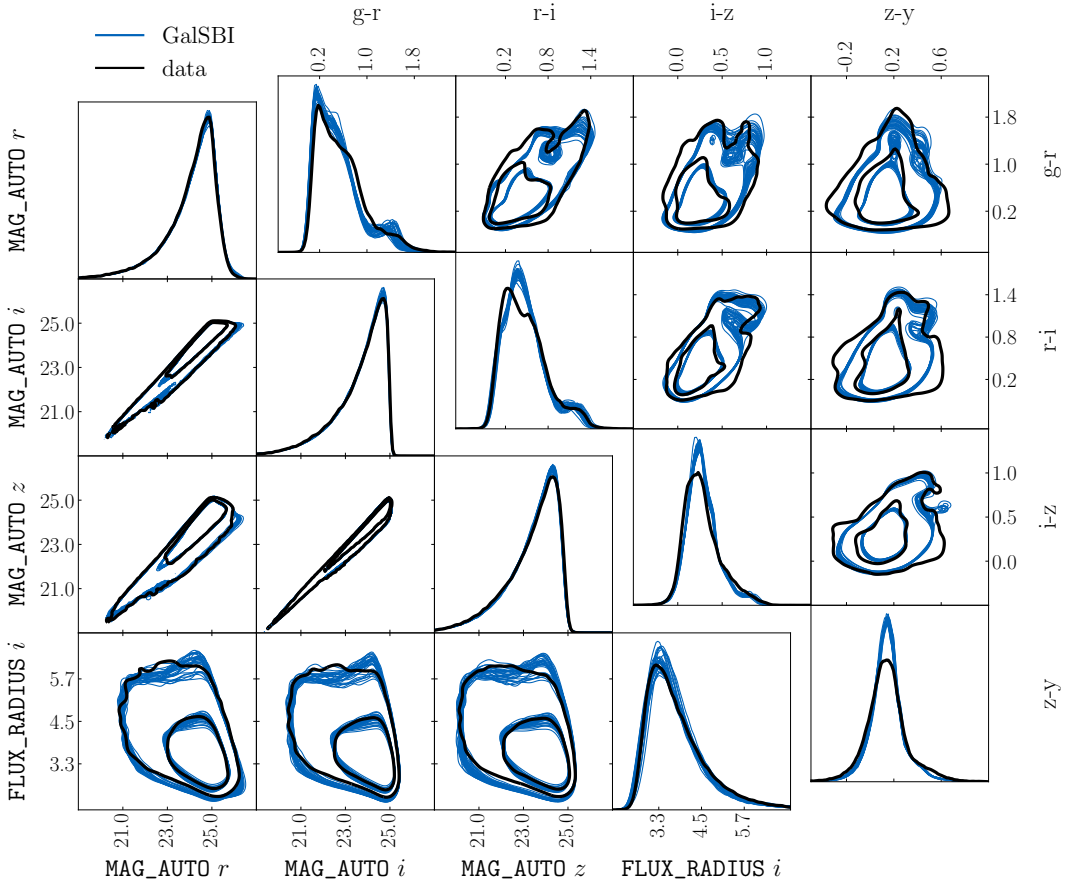 g-r
r-i
i-z
z-y
GalSBI
data
0.2 1.0 1.8
0.2 0.8 1.4
0.0 0.5 1.0
-0.2 0.2 0.6
MAG_AUTO r
1.8
1.0
0.2
g-r
MAG_AUTO i
25.0
23.0
21.0
1.4
0.8
0.2
r-i
MAG_AUTO z
25.0
23.0
21.0
1.0
0.5
0.0
i-z
FLUX_RADIUS i
5.7
4.5
3.3
z-y
21.0 23.0 25.0
21.0 23.0 25.0
21.0 23.0 25.0
3.3 4.5 5.7
MAG_AUTO r
MAG_AUTO i
MAG_AUTO z
FLUX_RADIUS i